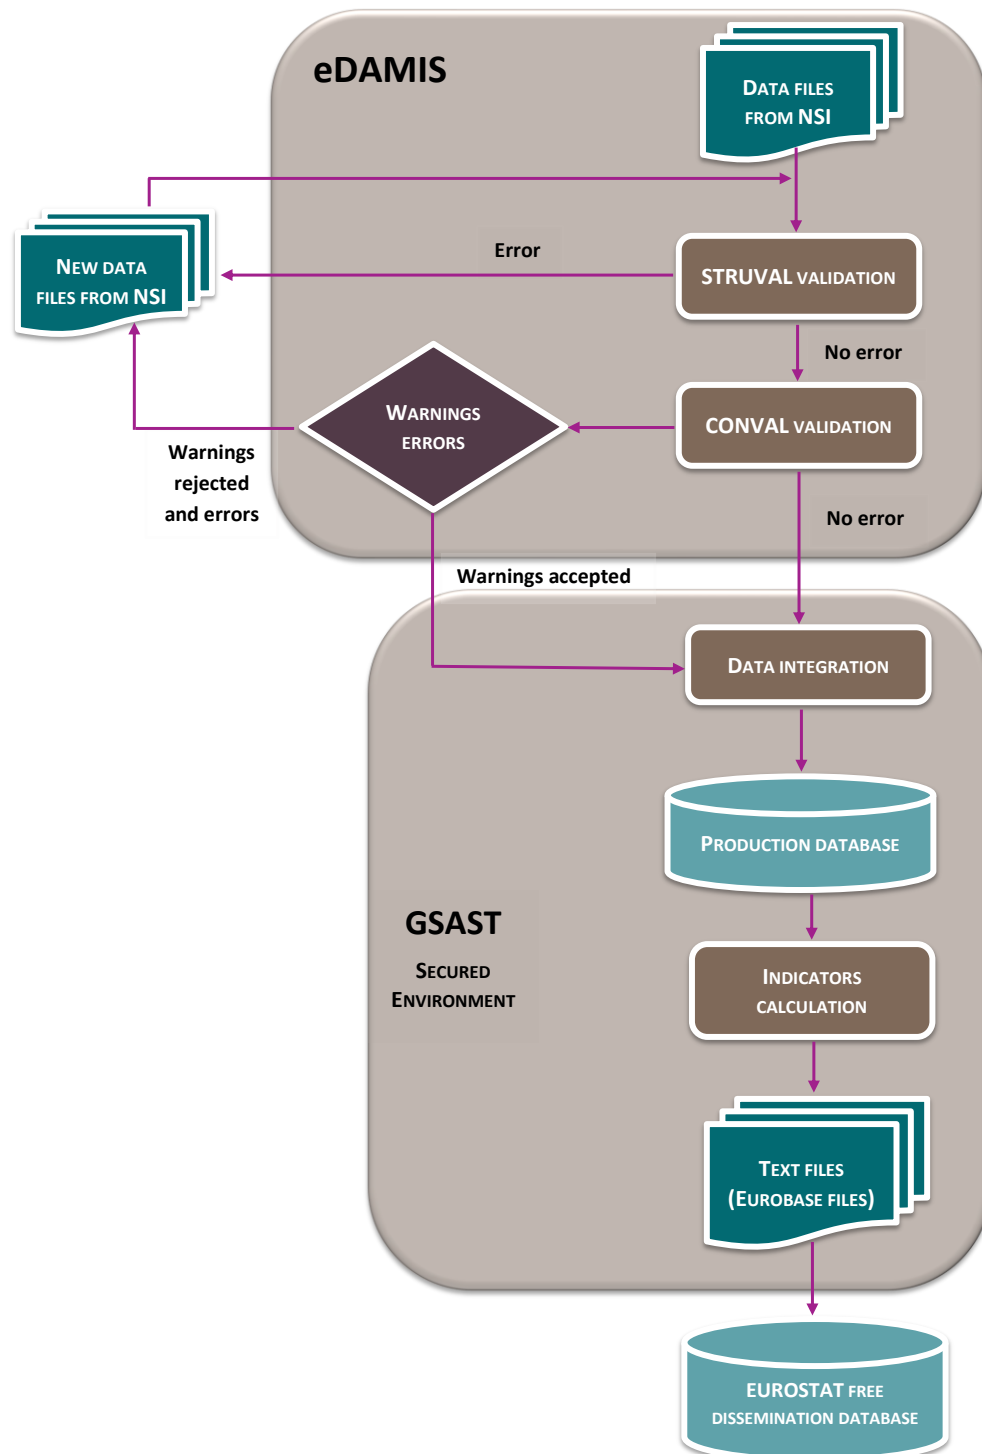 eDAMIS
DATA FILES
FROM NSI
NEW DATA
FILES FROM NSI
Error
STRUVAL VALIDATION
No error
WARNINGS
ERRORS
CONVAL VALIDATION
Warnings
rejected
and errors
No error
Warnings accepted
DATA INTEGRATION
PRODUCTION DATABASE
GSAST
SECURED
ENVIRONMENT
INDICATORS
CALCULATION
TEXT FILES
(EUROBASE FILES)
EUROSTAT FREE
DISSEMINATION DATABASE